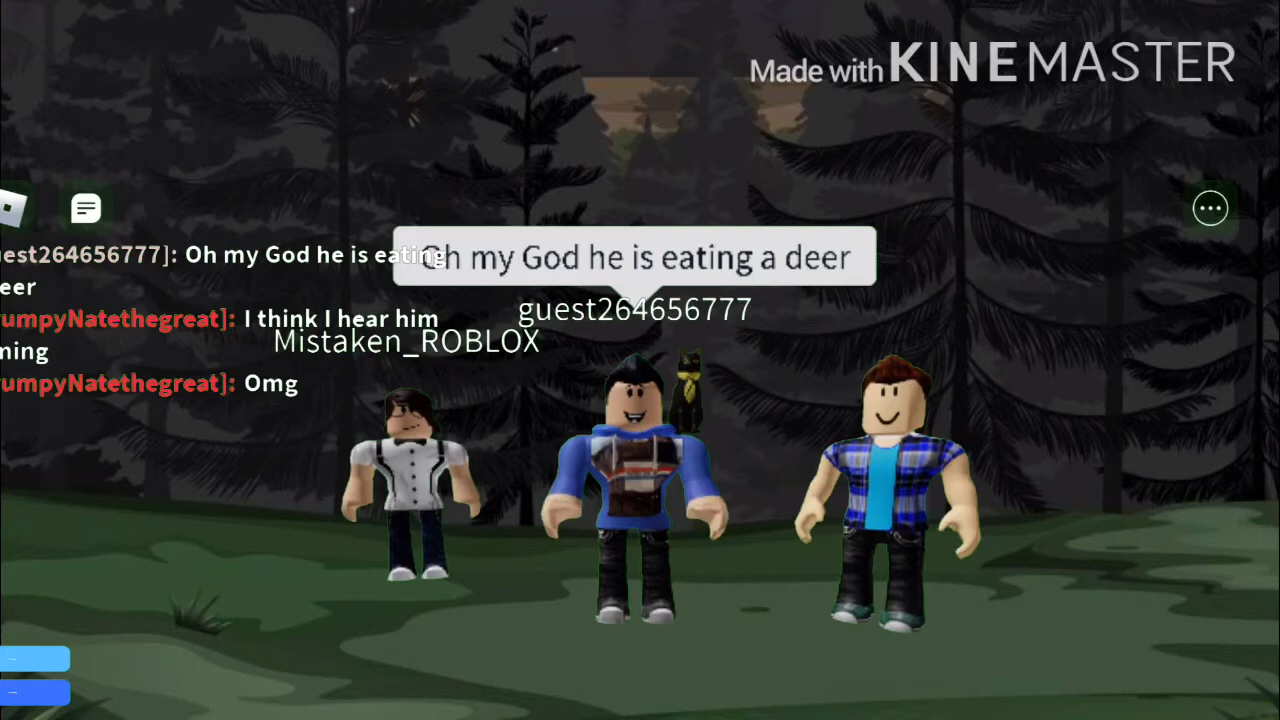 Made with KINEMASTER
est264656777]: Oh my God he is eating
eer
Oh my God he is eating a deer
guest264656777
umpyNatethegreat]: I think I hear him
ming
Mistaken_ROBLOX
umpyNatethegreat]: Omg